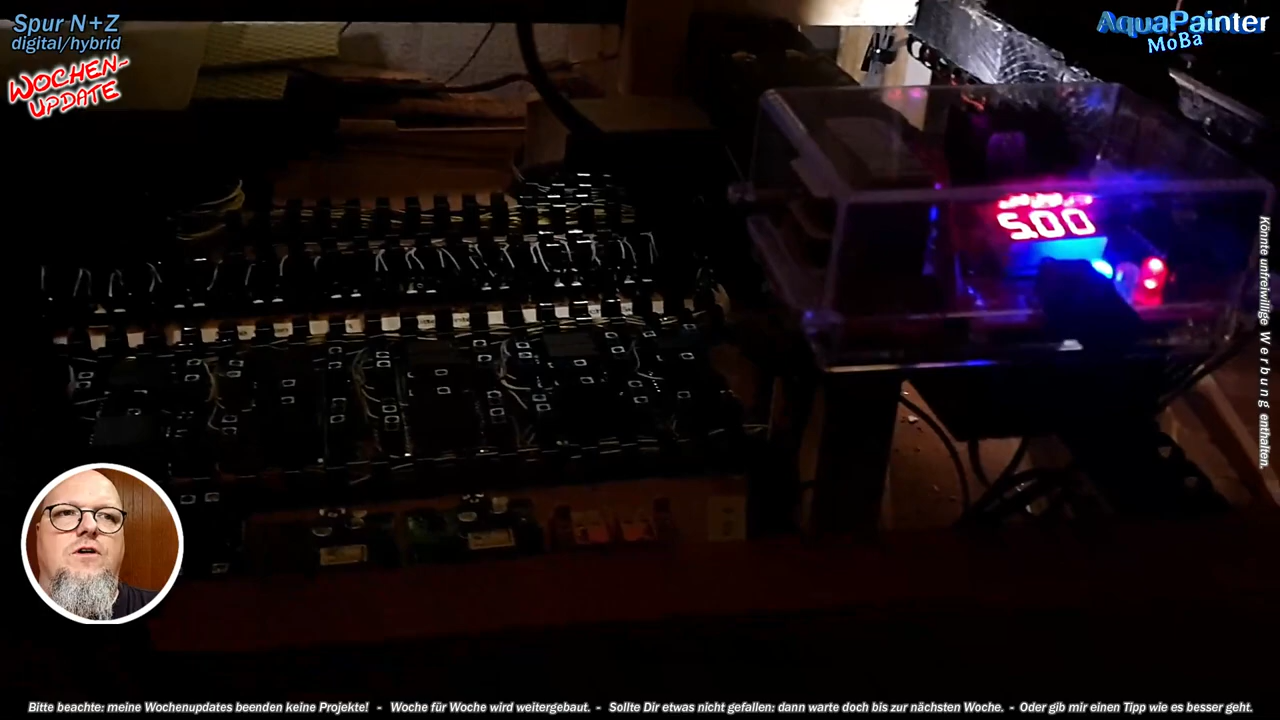 Spur N+Z
digital/hybrid
WOCHEN-
UPDATE
AquaPainter
MoBa
5.00
Könnte unfreiwillige Werbung enthalten.
Bitte beachte: meine Wochenupdates beenden keine Projekte! - Woche für Woche wird weitergebaut. - Sollte Dir etwas nicht gefallen: dann warte doch bis zur nächsten Woche. - Oder gib mir einen Tipp wie es besser geht.